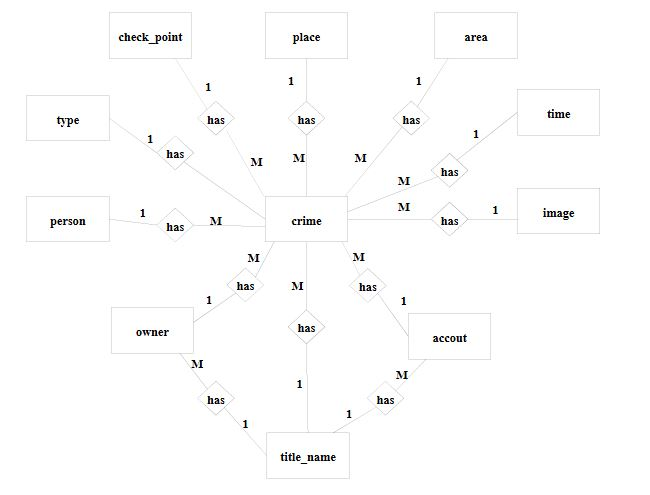 check_point
place
area
1
1
1
time
type
has
has
has
1
1
has
M
M
M
has
M
person
1
has
M
crime
M
has
1
image
M
M
has
M
has
1
1
owner
has
accout
M
1
M
has
has
1
1
title_name